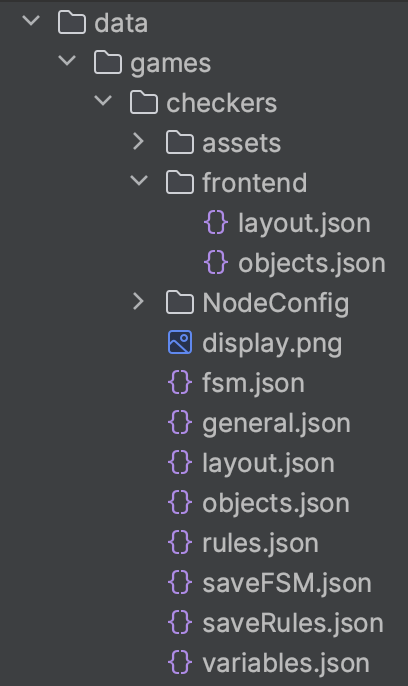 data
games
checkers
assets
frontend
layout.json
objects.json
NodeConfig
display.png
fsm.json
general.json
layout.json
objects.json
rules.json
saveFSM.json
saveRules.json
variables.json